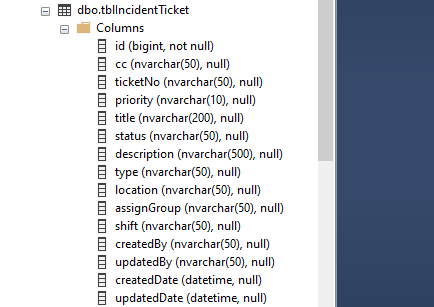 dbo.tblIncidentTicket
Columns
id (bigint, not null)
cc (nvarchar(50), null)
ticketNo (nvarchar(50), null)
priority (nvarchar(10), null)
title (nvarchar(200), null)
status (nvarchar(50), null)
description (nvarchar(500), null)
type (nvarchar(50), null)
location (nvarchar(50), null)
assignGroup (nvarchar(50), null)
shift (nvarchar(50), null)
createdBy (nvarchar(50), null)
updatedBy (nvarchar(50), null)
createdDate (datetime, null)
updatedDate (datetime, null)